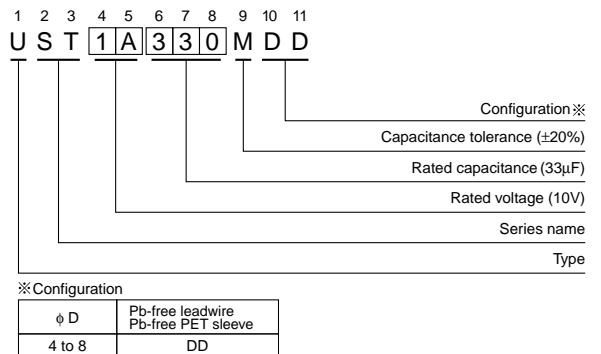 1 2 3 4 5 6 7 8 9 10 11
U S T 1 A 3 3 0 M D D
Configuration※
Capacitance tolerance (±20%)
Rated capacitance (33µF)
Rated voltage (10V)
Series name
Type
※Configuration
ϕ D
Pb-free leadwire
Pb-free PET sleeve
4 to 8
DD